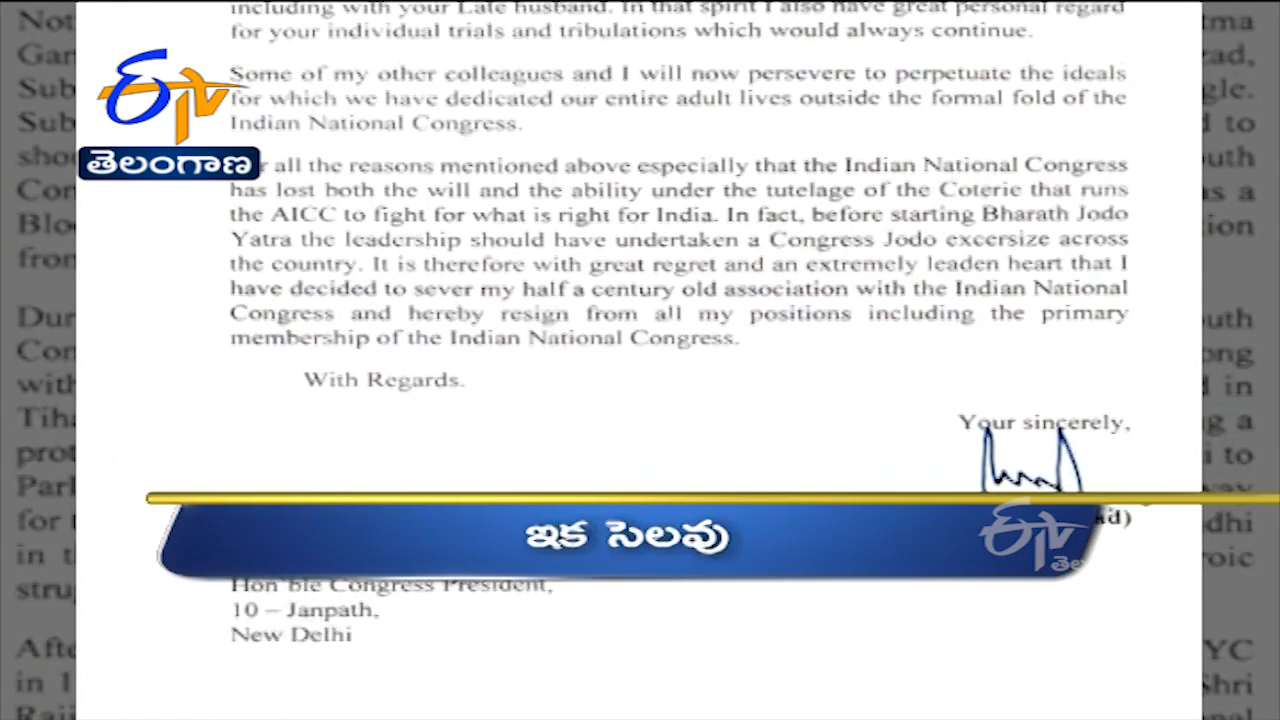 including with your Late husband. In that spirit I also have great personal regard
for your individual trials and tribulations which would always continue.
Some of my other colleagues and I will now persevere to perpetuate the ideals
for which we have dedicated our entire adult lives outside the formal fold of the
Indian National Congress.
all the reasons mentioned above especially that the Indian National Congress
has lost both the will and the ability under the tutelage of the Coterie that runs
the AICC to fight for what is right for India. In fact, before starting Bharath Jodo
Yatra the leadership should have undertaken a Congress Jodo excersize across
the country. It is therefore with great regret and an extremely leaden heart that I
have decided to sever my half a century old association with the Indian National
Congress and hereby resign from all my positions including the primary
membership of the Indian National Congress.
With Regards.
Your sincerely,
Hon'ble Congress President,
10 – Janpath,
New Delhi
ETV
తెలంగాణ
ఇక సెలవు
ETV